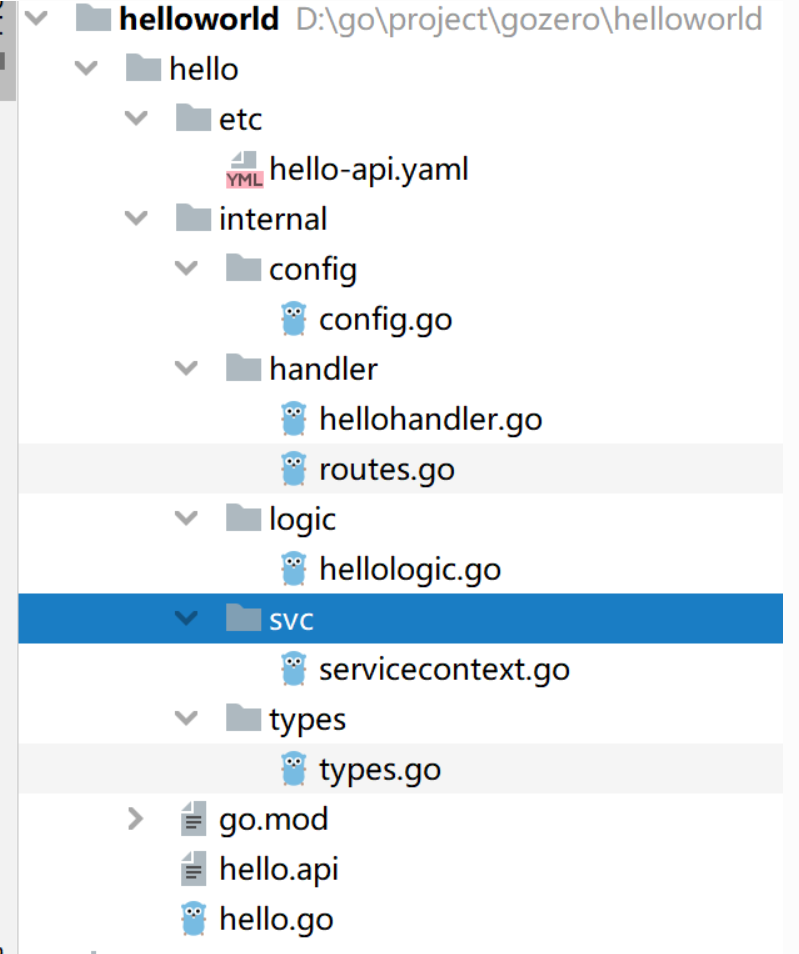 helloworld D:\go\project\gozero\helloworld
hello
etc
YML hello-api.yaml
internal
config
config.go
handler
hellohandler.go
routes.go
logic
hellologic.go
svc
servicecontext.go
types
types.go
go.mod
hello.api
hello.go